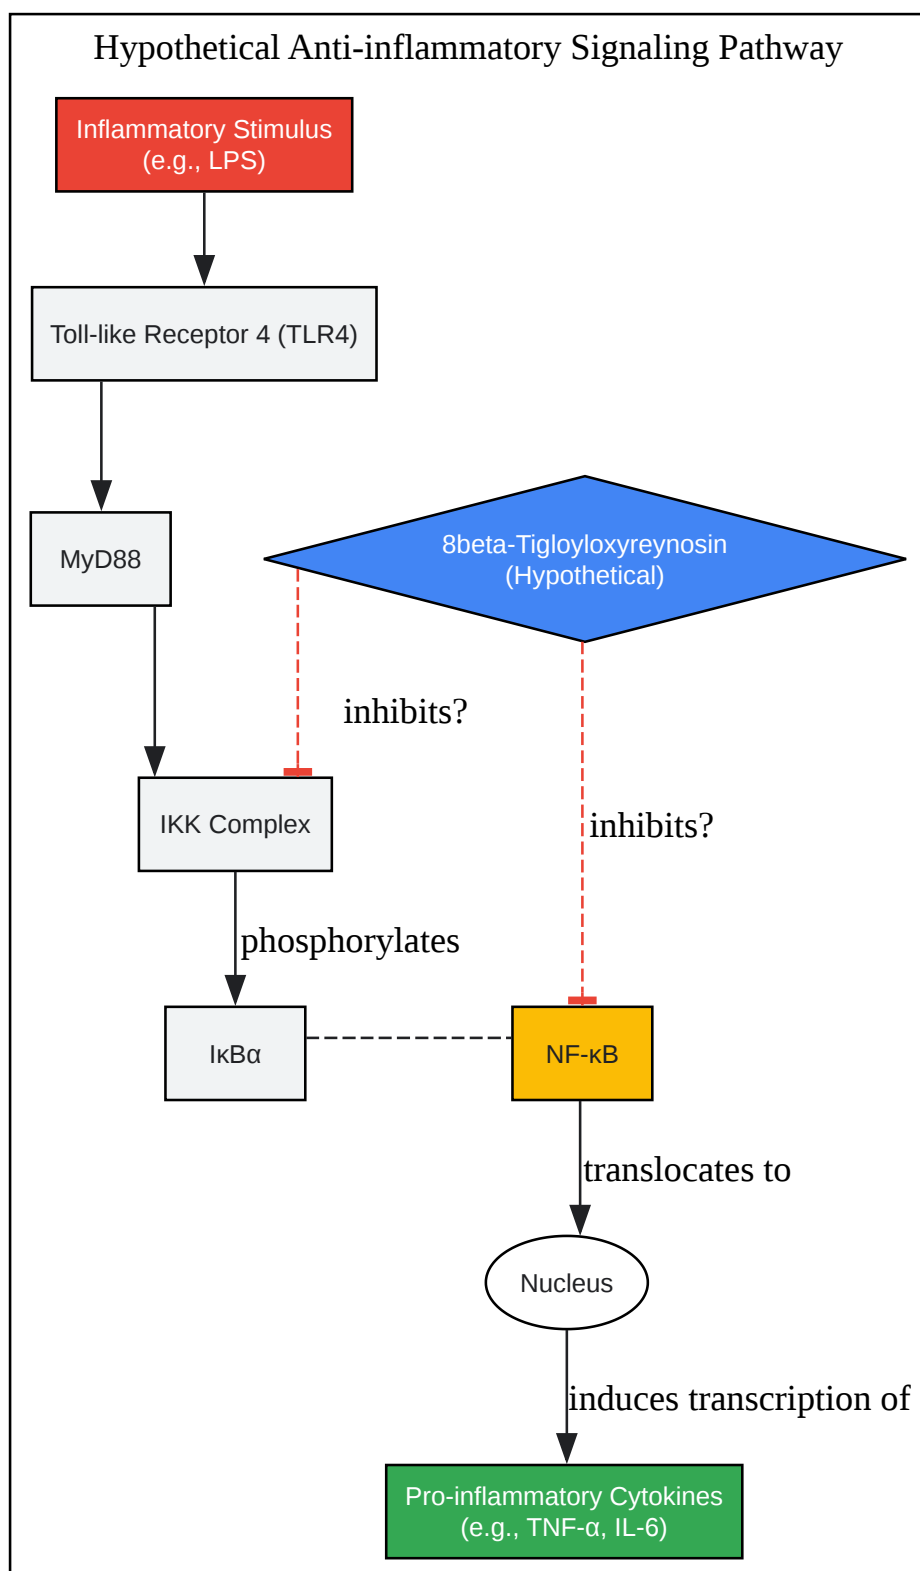 Hypothetical Anti-inflammatory Signaling Pathway
Inflammatory Stimulus
(e.g., LPS)
Toll-like Receptor 4 (TLR4)
MyD88
8beta-Tigloyloxyreynosin
(Hypothetical)
inhibits?
IKK Complex
inhibits?
phosphorylates
IκBα
NF-κB
translocates to
Nucleus
induces transcription of
Pro-inflammatory Cytokines
(e.g., TNF-α, IL-6)